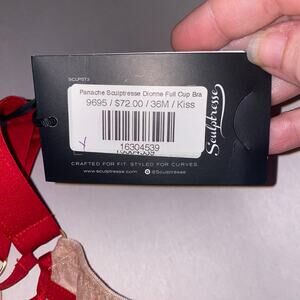 SCLPST3
Panache Sculptresse Dionne Full Cup Bra
9695 / $72.00 / 36M / Kiss
16304539
Sculptresse
CRAFTED FOR FIT. STYLED FOR CURVES.
www.sculptresse.com @Sculptresse